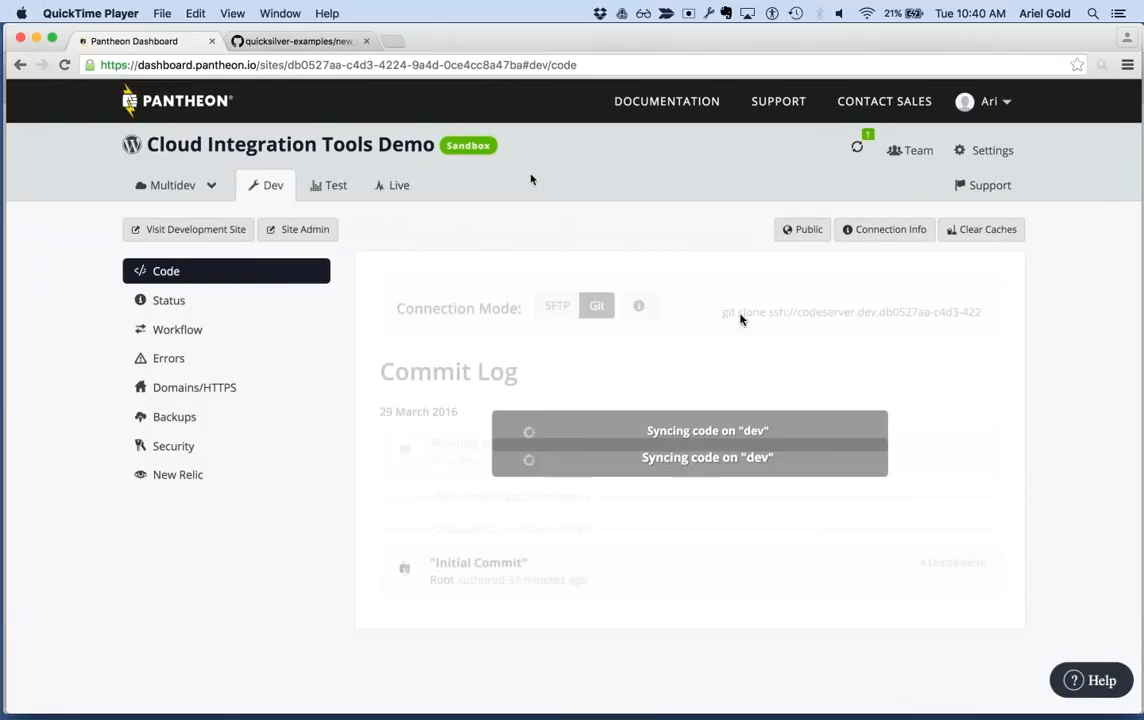 QuickTime Player File Edit View Window Help 21% Tue 10:40 AM Ariel Gold
Pantheon Dashboard
quicksilver-examples/new_
https://dashboard.pantheon.io/sites/db0527aa-c4d3-4224-9a4d-0ce4cc8a47ba#dev/code
PANTHEON
DOCUMENTATION SUPPORT CONTACT SALES Ari
Cloud Integration Tools Demo Sandbox
1
Team Settings
Multidev Dev Test Live Support
Visit Development Site Site Admin Public Connection Info Clear Caches
Code
Status
Workflow
Errors
Domains/HTTPS
Backups
Security
New Relic
Connection Mode: SFTP Git
git clone ssh://codeserver.dev.db0527aa-c4d3-422
Commit Log
29 March 2016
Syncing code on "dev"
Syncing code on "dev"
"Initial Commit"
Root authored 37 minutes ago
? Help